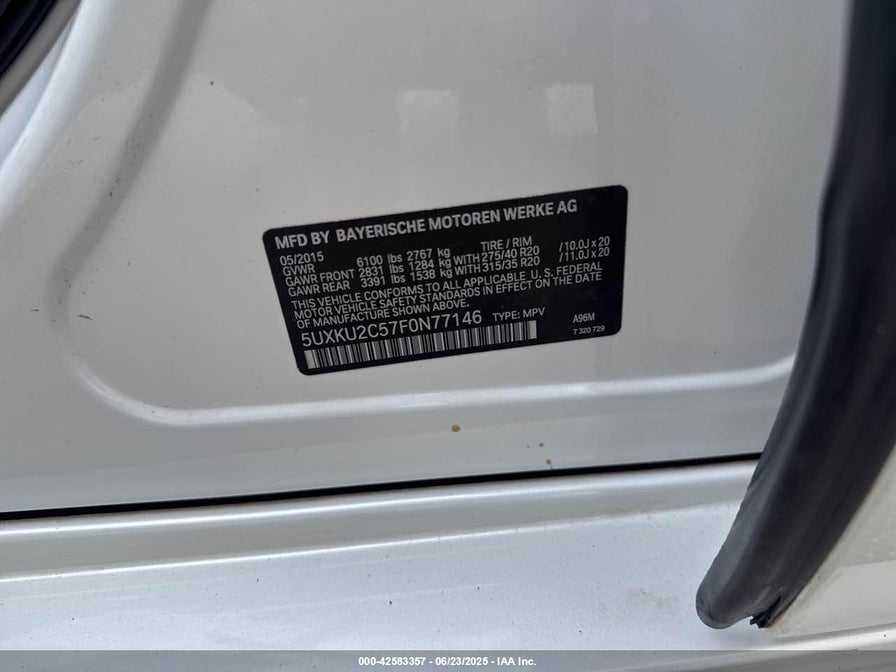 MFD BY BAYERISCHE MOTOREN WERKE AG
05/2015 TIRE / RIM
GVWR 6100 lbs 2767 kg
GAWR FRONT 2831 lbs 1284 kg WITH 275/40 R20 /10.0J x 20
GAWR REAR 3391 lbs 1538 kg WITH 315/35 R20 /11.0J x 20
THIS VEHICLE CONFORMS TO ALL APPLICABLE U.S. FEDERAL
MOTOR VEHICLE SAFETY STANDARDS IN EFFECT ON THE DATE
OF MANUFACTURE SHOWN ABOVE.
5UXKU2C57F0N77146 TYPE: MPV A96M
7 320 729
000-42583357 - 06/23/2025 - IAA Inc.